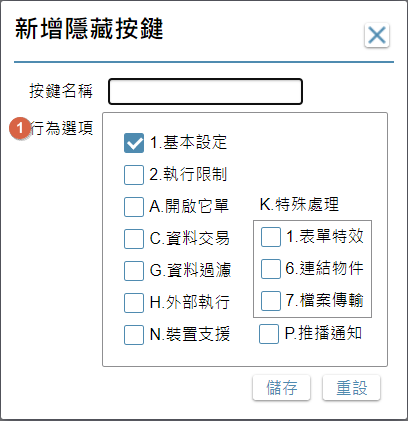 新增隱藏按鍵
按鍵名稱
1 行為選項
1.基本設定
2.執行限制
A.開啟它單
C.資料交易
G.資料過濾
H.外部執行
N.裝置支援
K.特殊處理
1.表單特效
6.連結物件
7.檔案傳輸
P.推播通知
儲存 重設